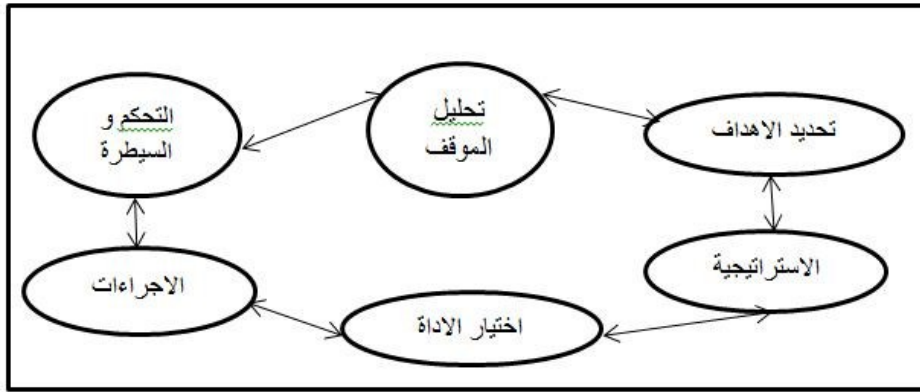 تحليل
الموقف
تحديد الاهداف
الاستراتيجية
اختيار الاداة
الاجراءات
التحكم و
السيطرة